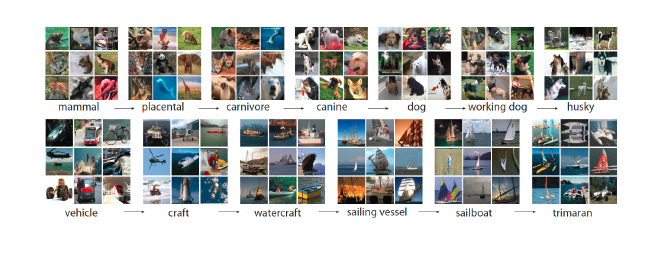 mammal placental carnivore canine dog working dog husky
vehicle craft watercraft sailing vessel sailboat trimaran